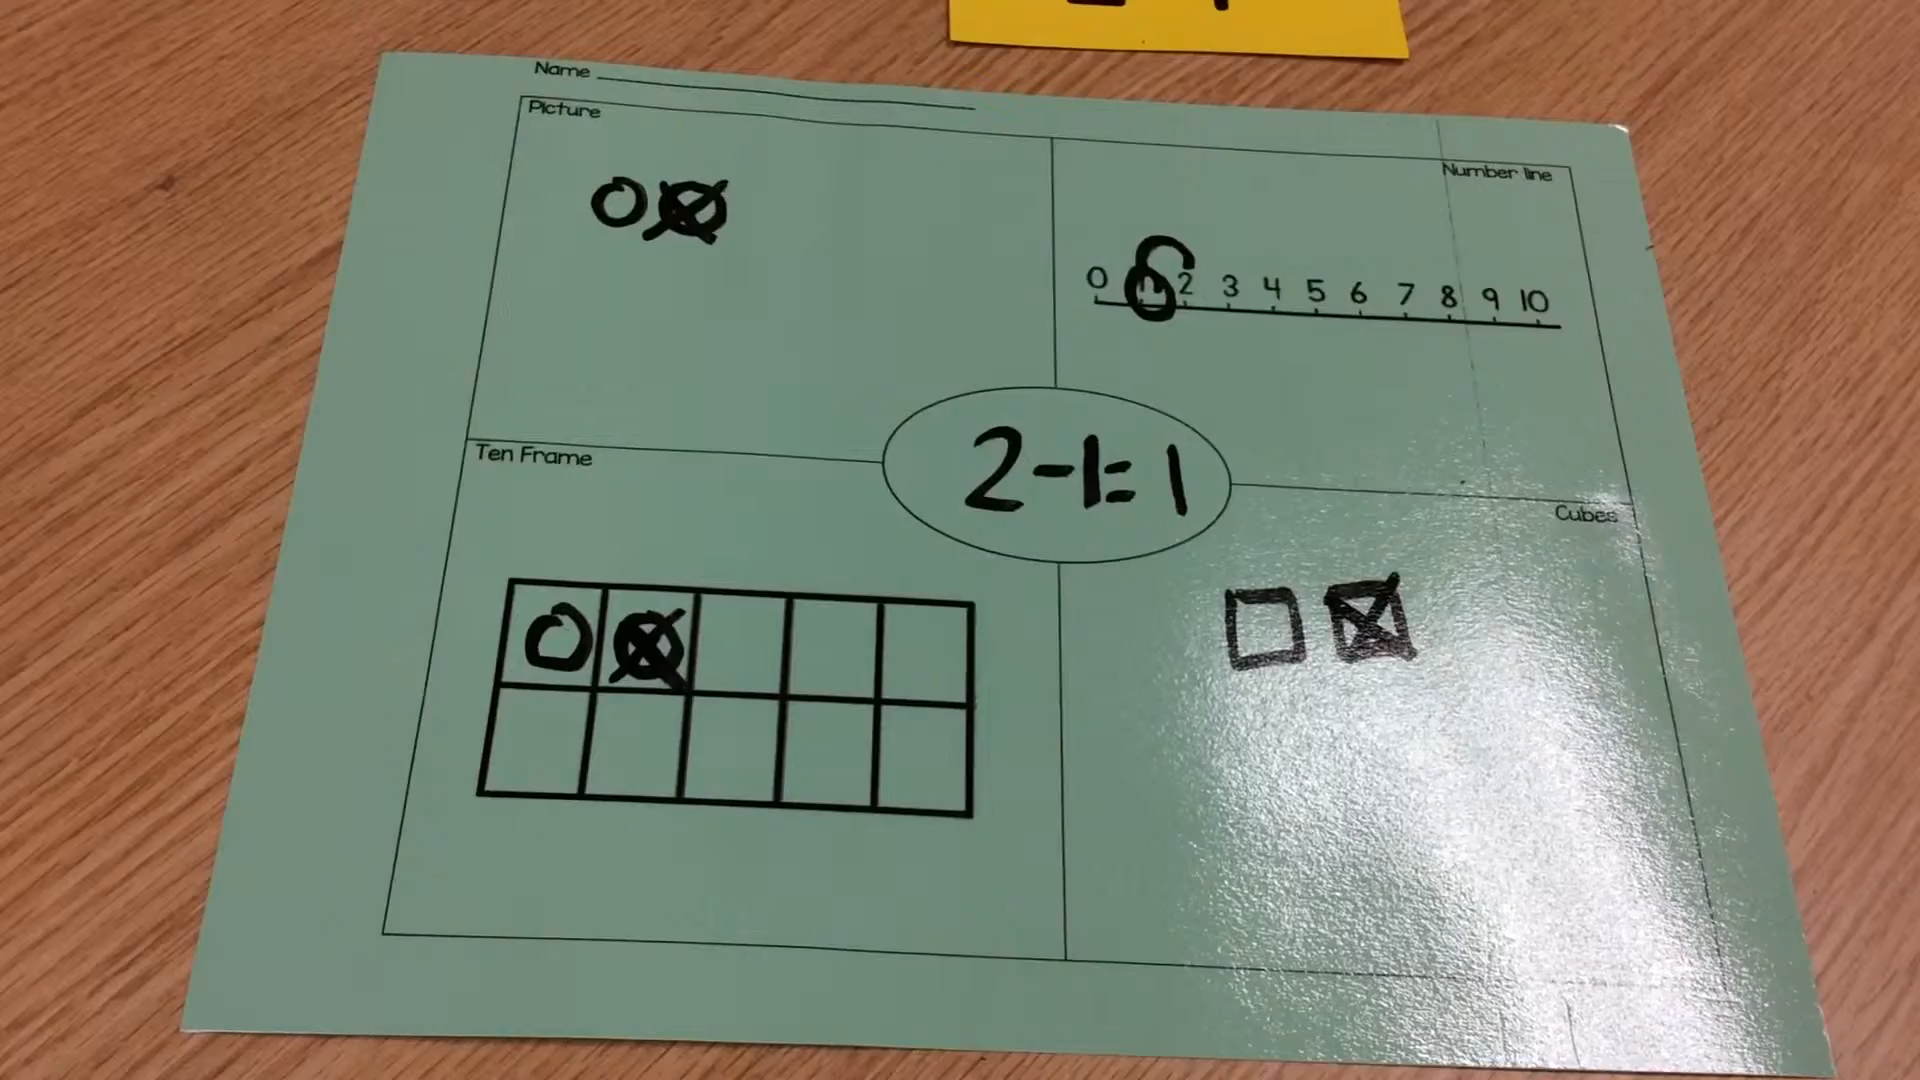 Name
Picture
Number line
0 2 3 4 5 6 7 8 9 10
2-1=1
Ten Frame
Cubes